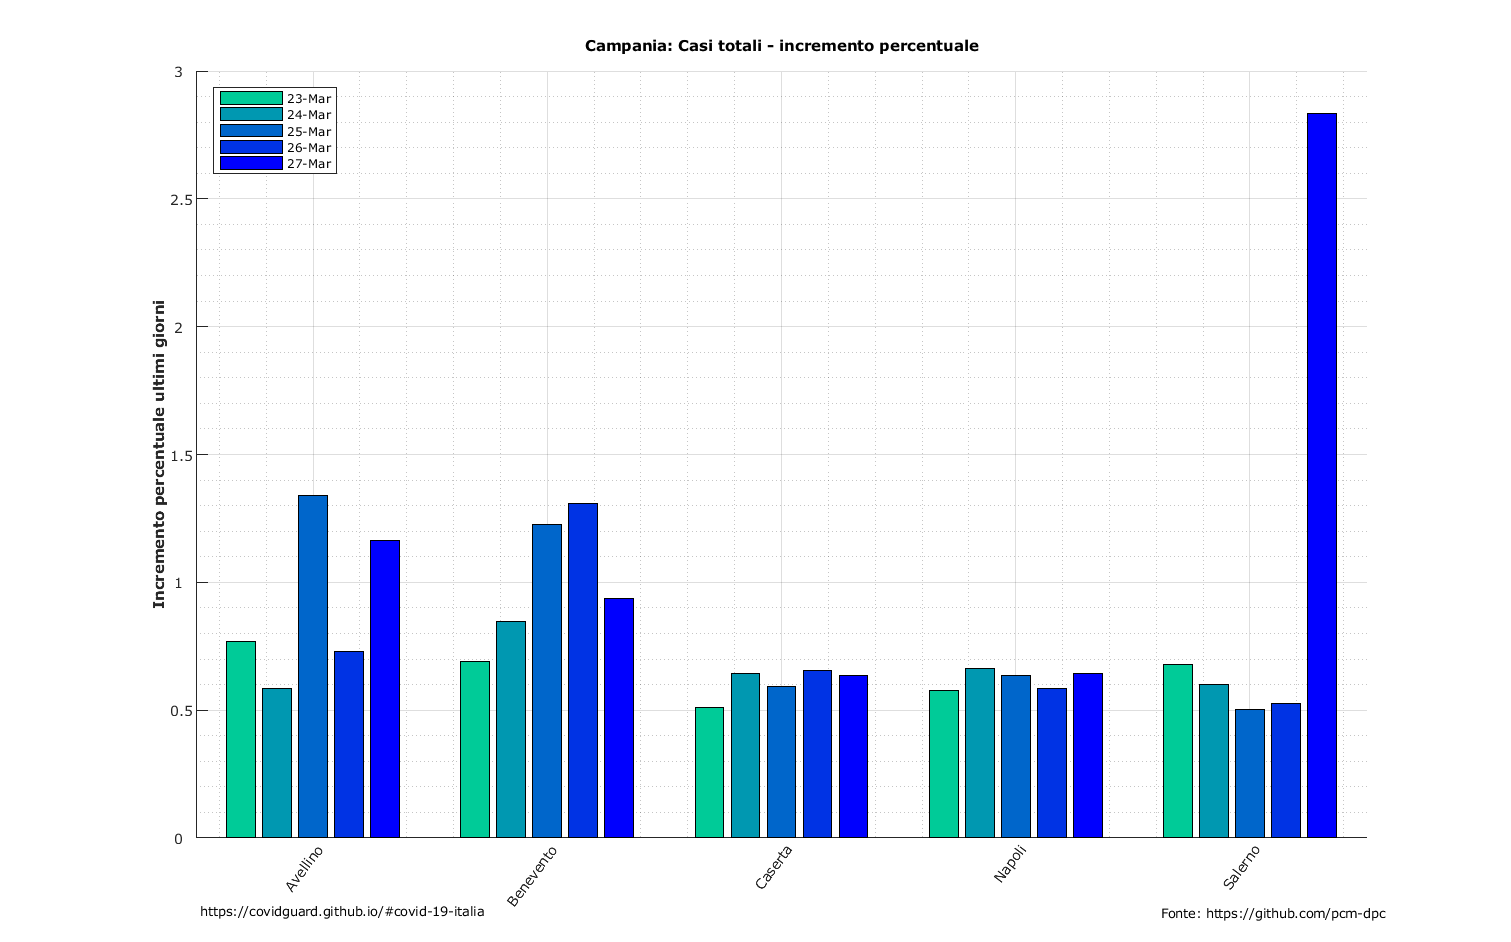 Campania: Casi totali - incremento percentuale
3
2.5
2
1.5
1
0.5
0
Incremento percentuale ultimi giorni
23-Mar
24-Mar
25-Mar
26-Mar
27-Mar
Avellino
Benevento
Caserta
Napoli
Salerno
https://covidguard.github.io/#covid-19-italia
Fonte: https://github.com/pcm-dpc